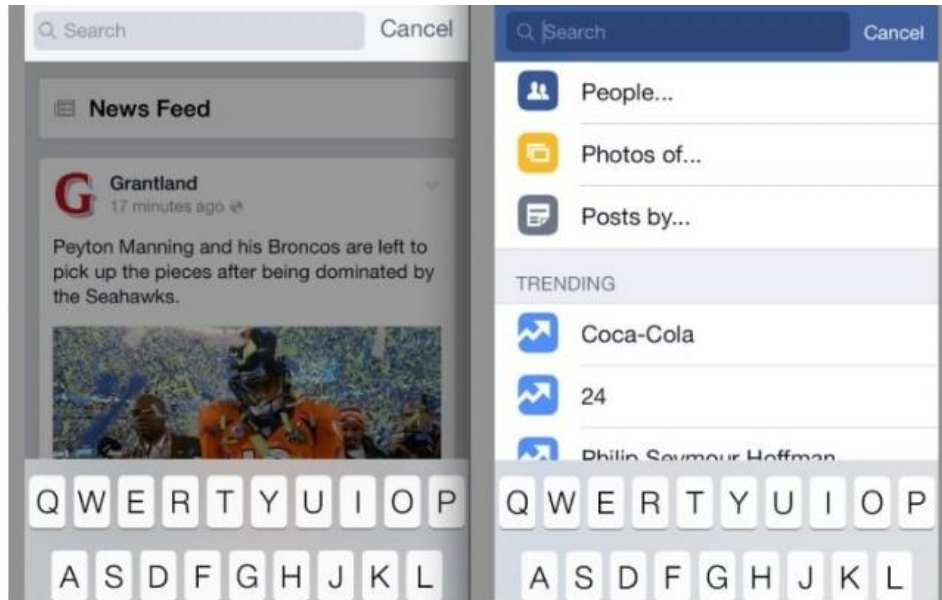 Search
Cancel
News Feed
G
Grantland
17 minutes ago
Peyton Manning and his Broncos are left to
pick up the pieces after being dominated by
the Seahawks.
Q W E R T Y U I O P
A S D F G H J K L
Search
Cancel
People...
Photos of...
Posts by...
TRENDING
Coca-Cola
24
Philip Seymour Hoffman
Q W E R T Y U I O P
A S D F G H J K L